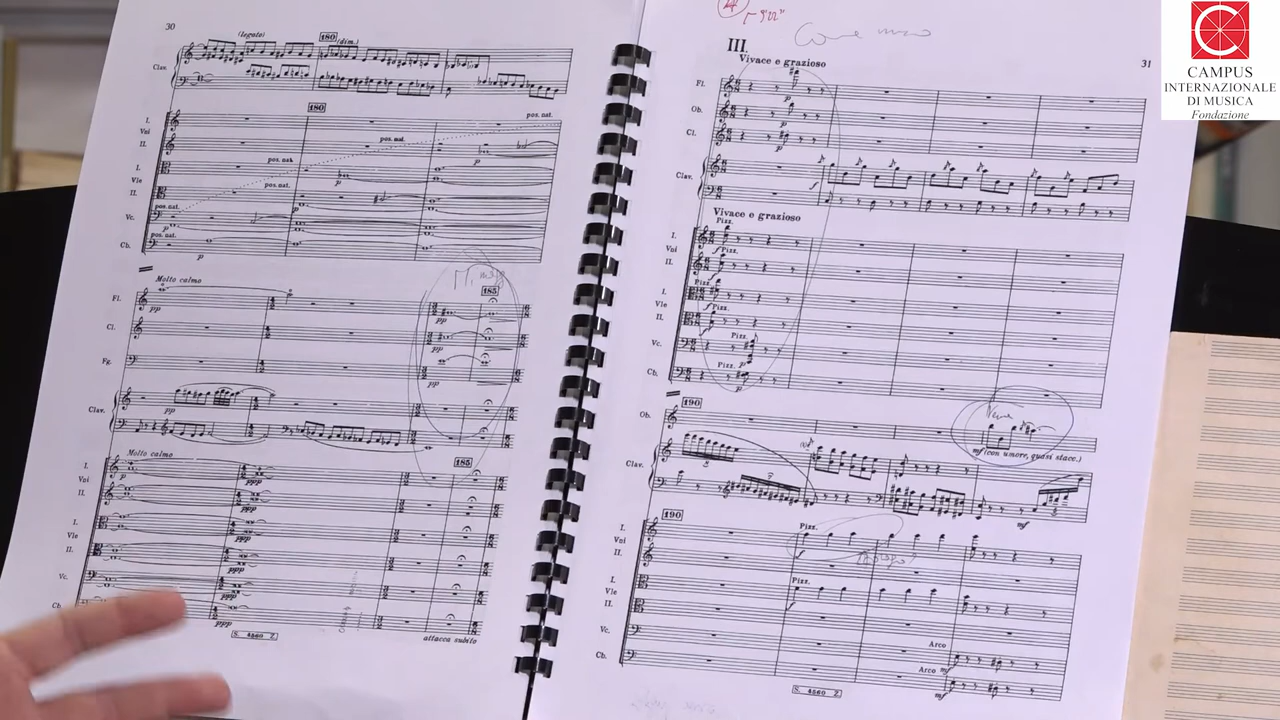 30
(legato)
180
(dim.)
Clav.
180
pos. nat.
I.
Vni
II.
pos. nat.
p
I.
pos. nat.
Vle
p
II.
pos. nat.
pos. nat.
Vc.
p
pos. nat.
Cb.
p
Molto calmo
185
Fl.
pp
pp
Cl.
pp
Fg.
pp
Clav.
pp
Molto calmo
185
I.
Vni
p
ppp
II.
ppp
I.
ppp
Vle
II.
ppp
Vc.
ppp
Cb.
ppp
attacca subito
S. 4560 Z.
31
III.
Vivace e grazioso
Fl.
p
Ob.
p
Cl.
p
Clav.
f
Vivace e grazioso
Pizz.
I.
Vni
f
Pizz.
II.
f
Pizz.
I.
f
Vle
Pizz.
II.
f
Pizz.
Vc.
p
Pizz.
Cb.
p
190
Ob.
mf (con umore, quasi stacc.)
Clav.
mf
190
Pizz.
I.
Vni
f
II.
Pizz.
I.
f
Vle
II.
Arco
Vc.
mf
Arco
Cb.
mf
S. 4560 Z.
CAMPUS
INTERNAZIONALE
DI MUSICA
Fondazione